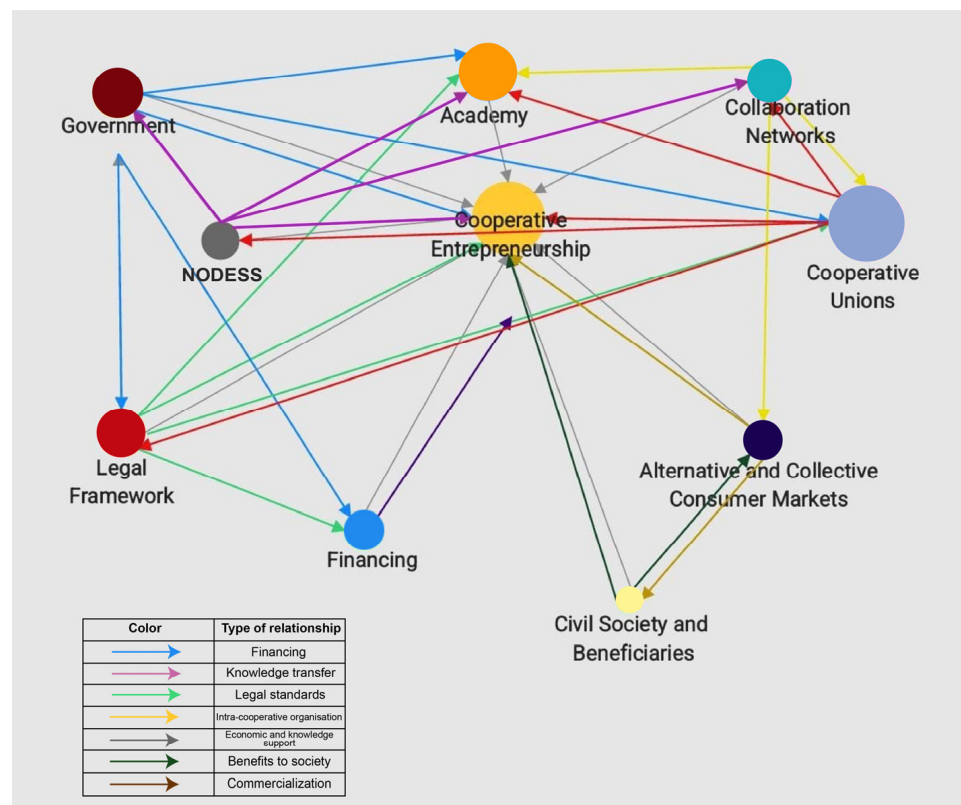 Government
Academy
Collaboration
Networks
Cooperative
Entrepreneurship
NODESS
Cooperative
Unions
Legal
Framework
Alternative and Collective
Consumer Markets
Financing
Civil Society and
Beneficiaries
Color Type of relationship
Financing
Knowledge transfer
Legal standards
Intra-cooperative organisation
Economic and knowledge
support
Benefits to society
Commercialization